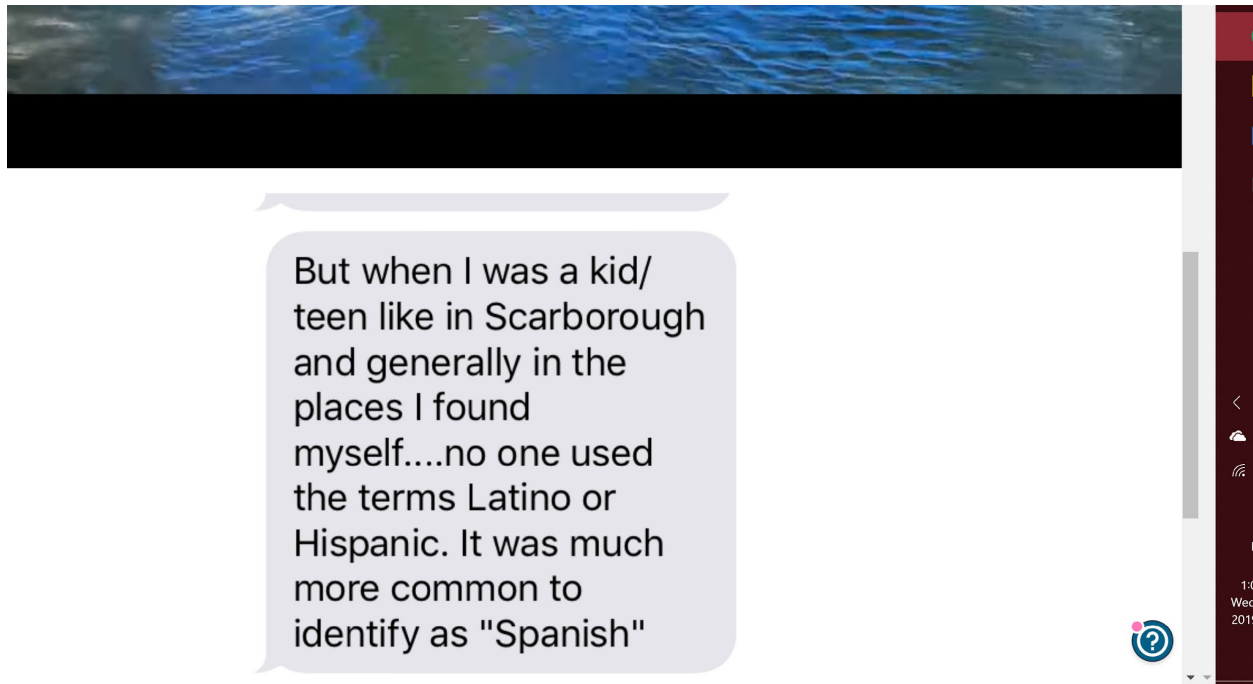 But when I was a kid/
teen like in Scarborough
and generally in the
places I found
myself....no one used
the terms Latino or
Hispanic. It was much
more common to
identify as "Spanish"
?